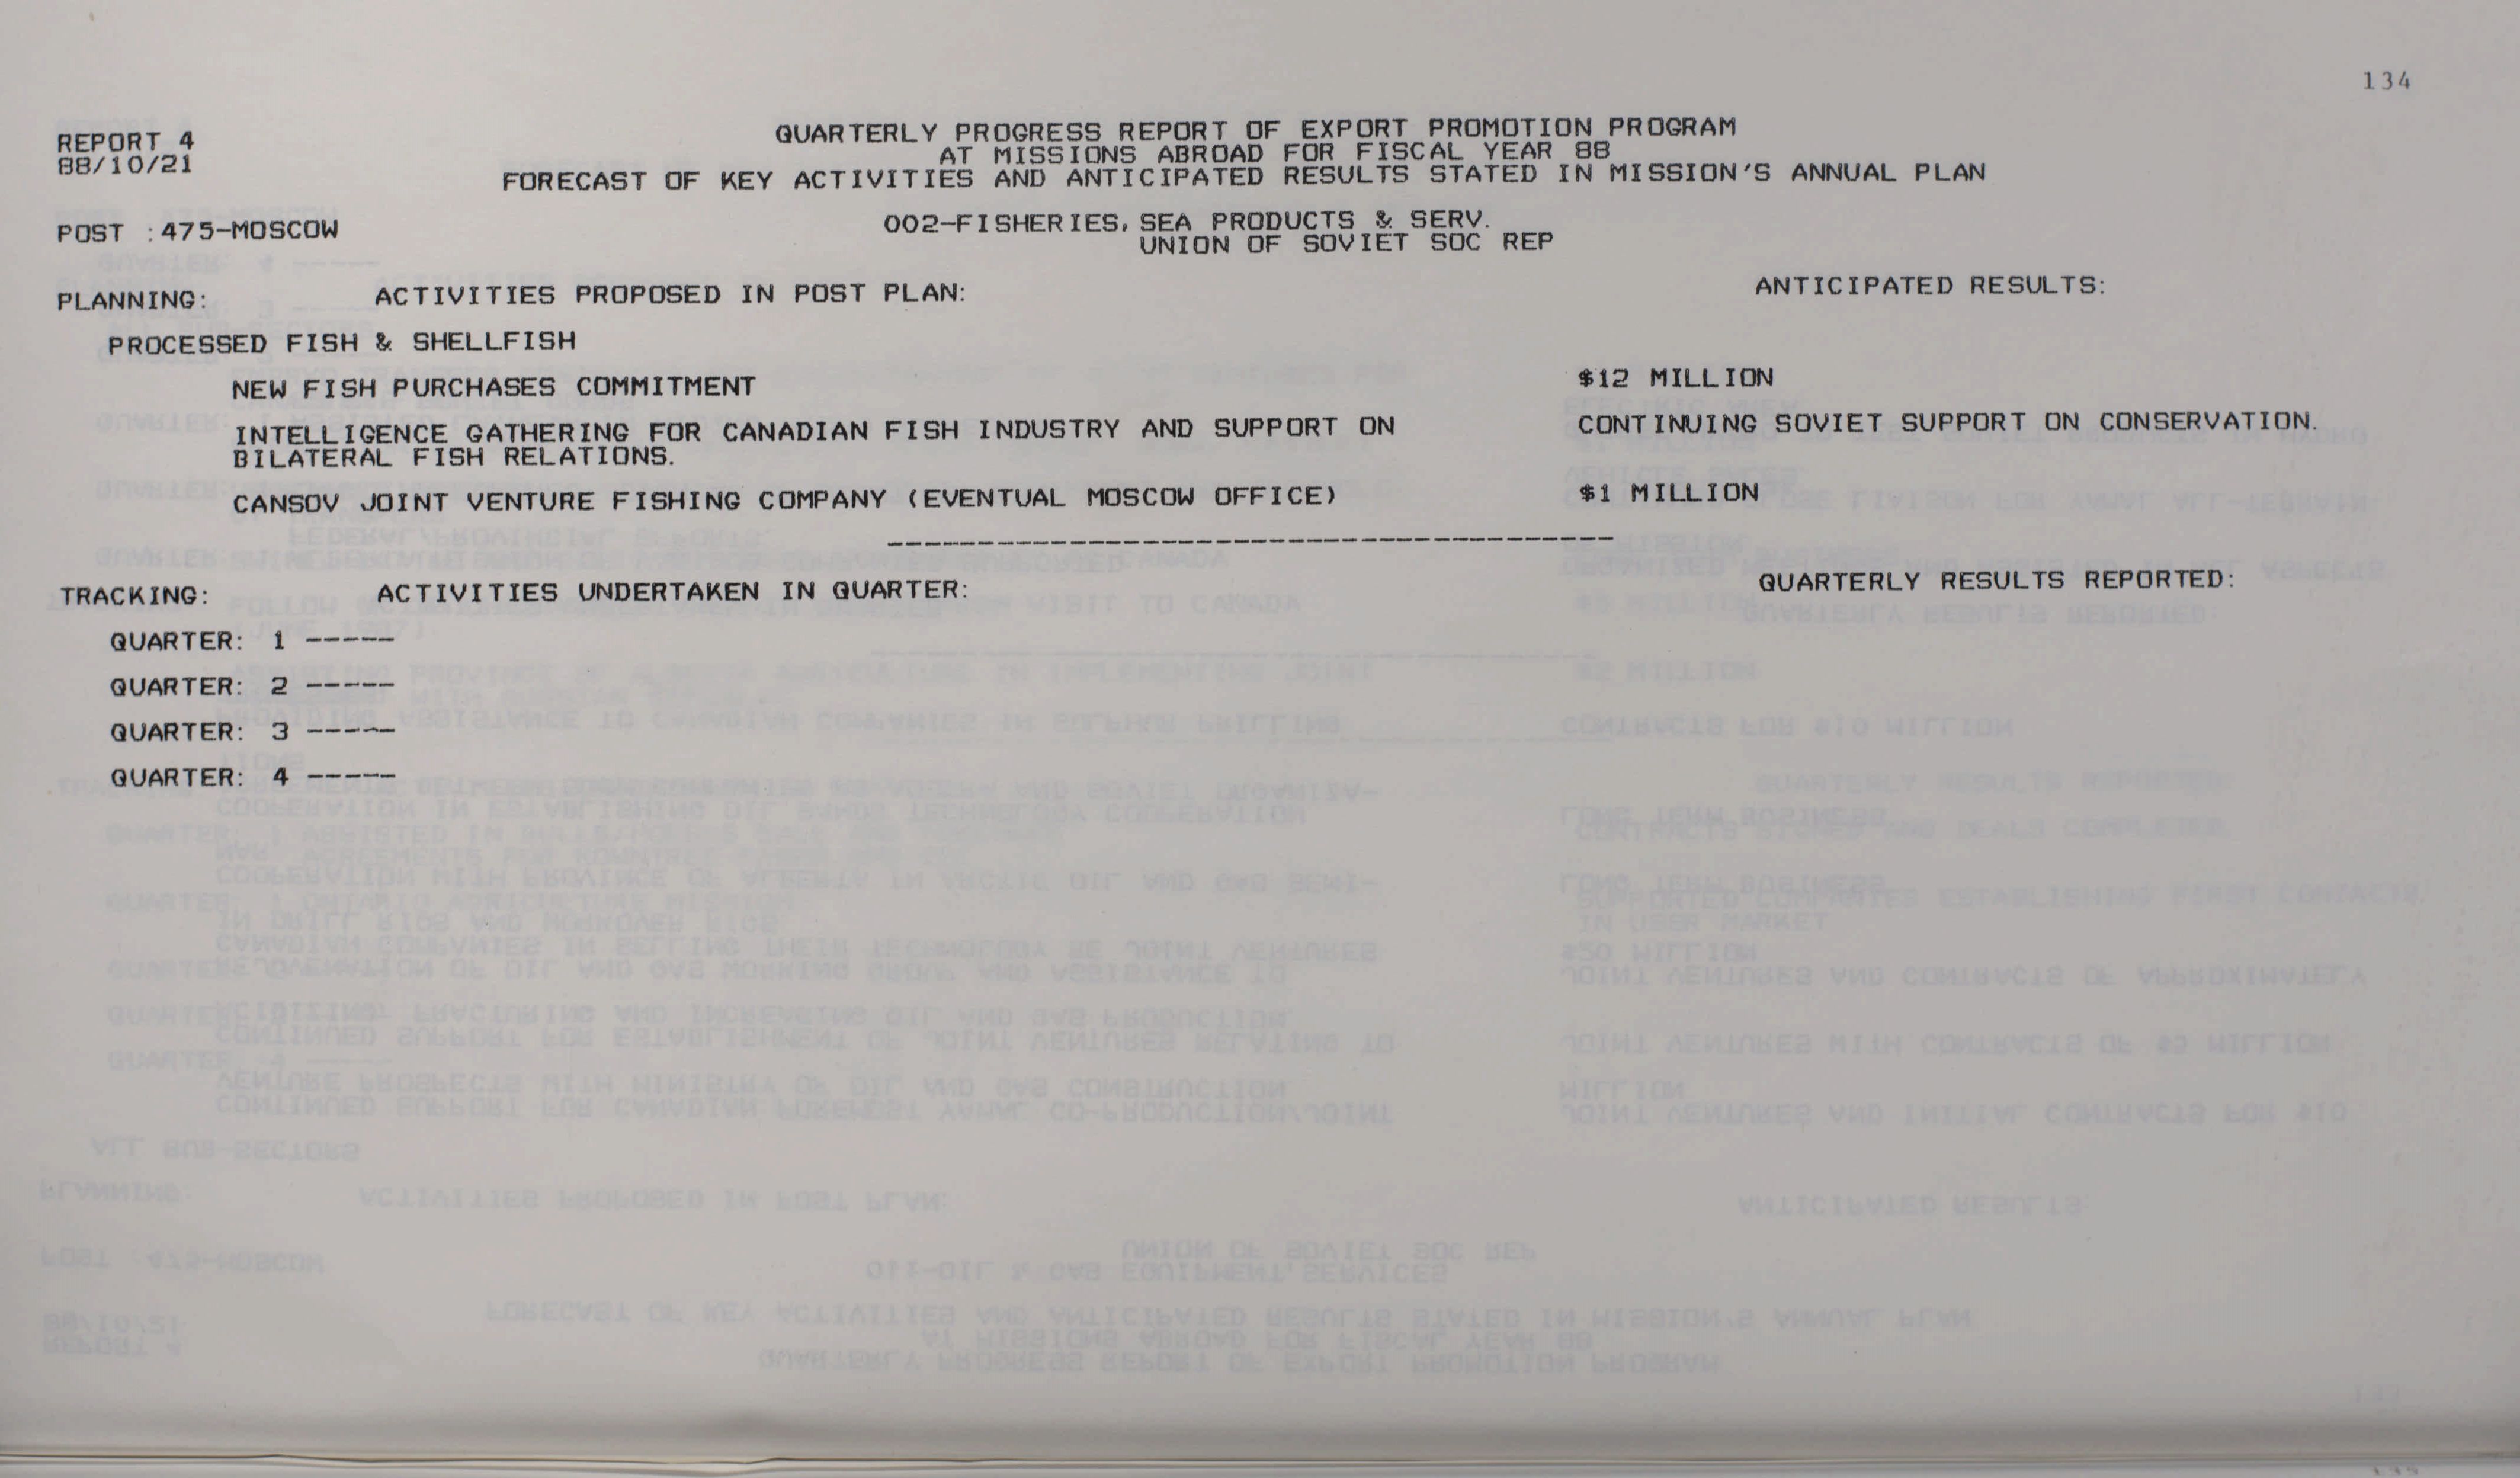 134
REPORT 4
88/10/21
QUARTERLY PROGRESS REPORT OF EXPORT PROMOTION PROGRAM
AT MISSIONS ABROAD FOR FISCAL YEAR 88
FORECAST OF KEY ACTIVITIES AND ANTICIPATED RESULTS STATED IN MISSION'S ANNUAL PLAN
POST :475-MOSCOW
002-FISHERIES, SEA PRODUCTS & SERV.
UNION OF SOVIET SOC REP
PLANNING: ACTIVITIES PROPOSED IN POST PLAN: ANTICIPATED RESULTS:
PROCESSED FISH & SHELLFISH
NEW FISH PURCHASES COMMITMENT $12 MILLION
INTELLIGENCE GATHERING FOR CANADIAN FISH INDUSTRY AND SUPPORT ON CONTINUING SOVIET SUPPORT ON CONSERVATION.
BILATERAL FISH RELATIONS.
CANSOV JOINT VENTURE FISHING COMPANY (EVENTUAL MOSCOW OFFICE) $1 MILLION
----------------------------------------
TRACKING: ACTIVITIES UNDERTAKEN IN QUARTER: QUARTERLY RESULTS REPORTED:
QUARTER: 1 -----
QUARTER: 2 -----
QUARTER: 3 -----
QUARTER: 4 -----